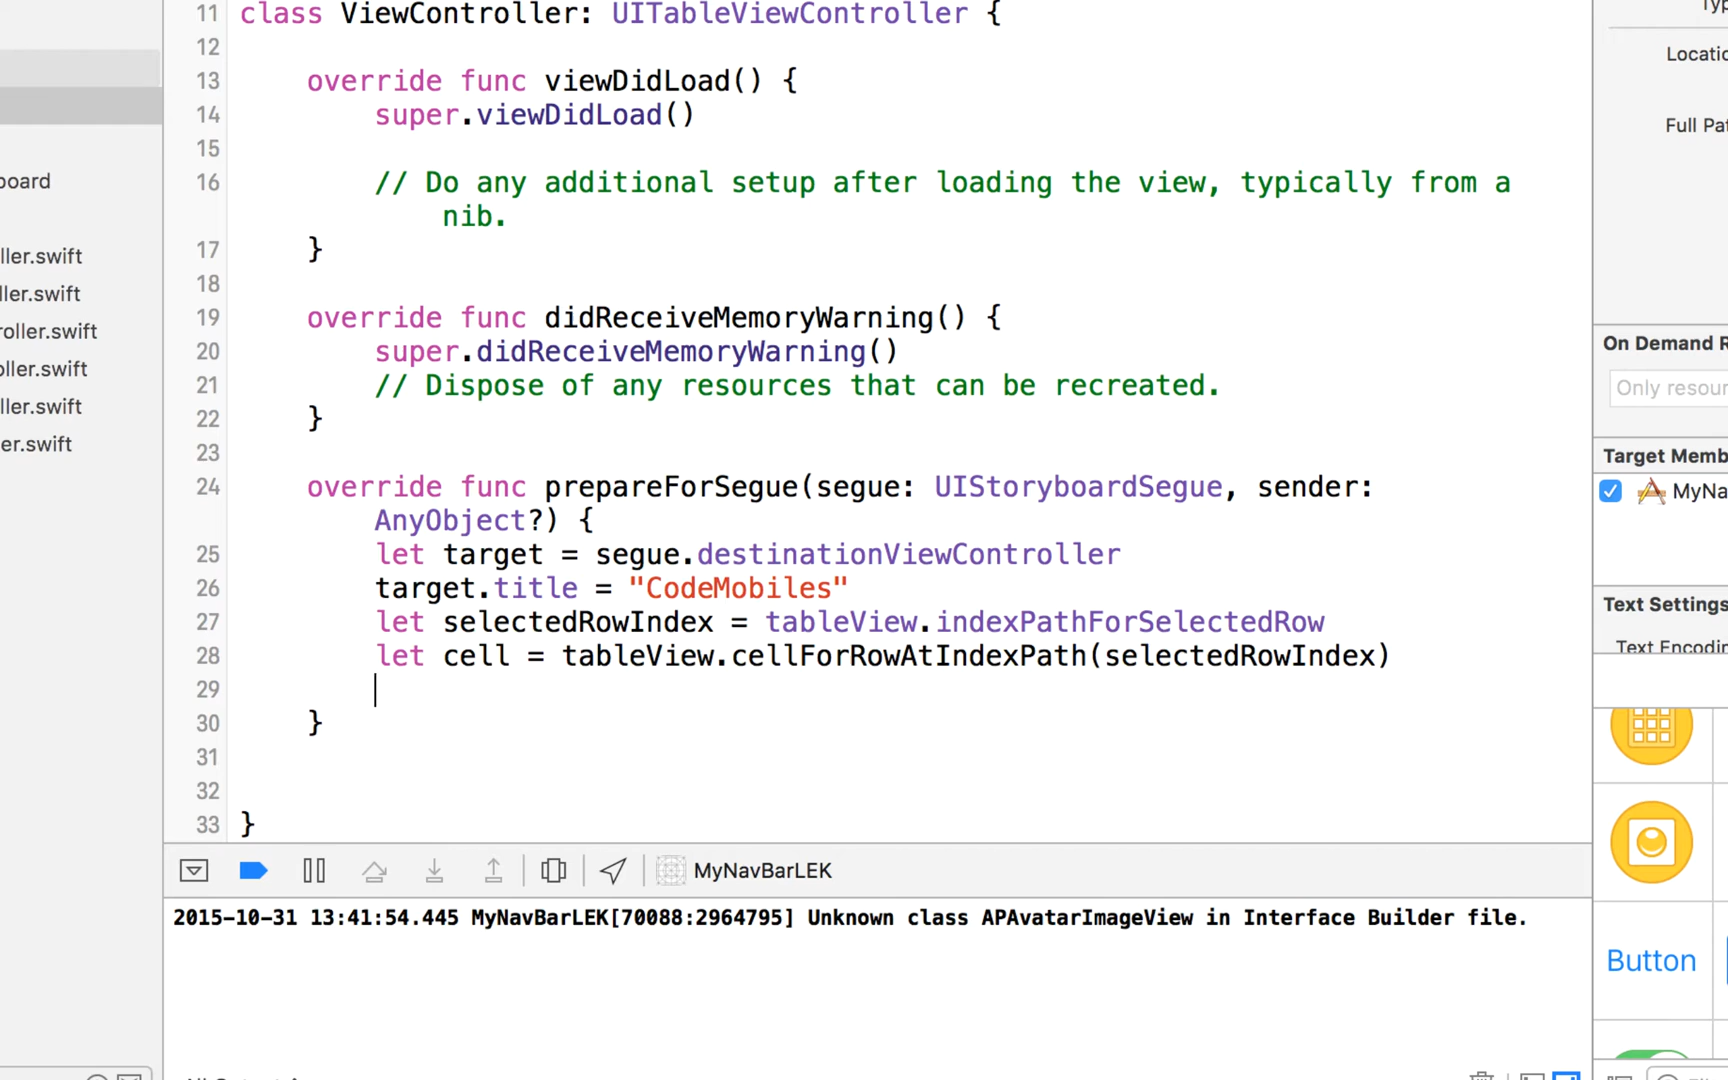 11 class ViewController: UITableViewController {
12
13 override func viewDidLoad() {
14 super.viewDidLoad()
15
16 // Do any additional setup after loading the view, typically from a
nib.
17 }
18
19 override func didReceiveMemoryWarning() {
20 super.didReceiveMemoryWarning()
21 // Dispose of any resources that can be recreated.
22 }
23
24 override func prepareForSegue(segue: UIStoryboardSegue, sender:
AnyObject?) {
25 let target = segue.destinationViewController
26 target.title = "CodeMobiles"
27 let selectedRowIndex = tableView.indexPathForSelectedRow
28 let cell = tableView.cellForRowAtIndexPath(selectedRowIndex)
29
30 }
31
32
33 }
MyNavBarLEK
2015-10-31 13:41:54.445 MyNavBarLEK[70088:2964795] Unknown class APAvatarImageView in Interface Builder file.
board
ller.swift
ller.swift
roller.swift
oller.swift
ller.swift
er.swift
Typ
Locatio
Full Pat
On Demand R
Only resour
Target Memb
MyNa
Text Settings
Text Encodin
Button